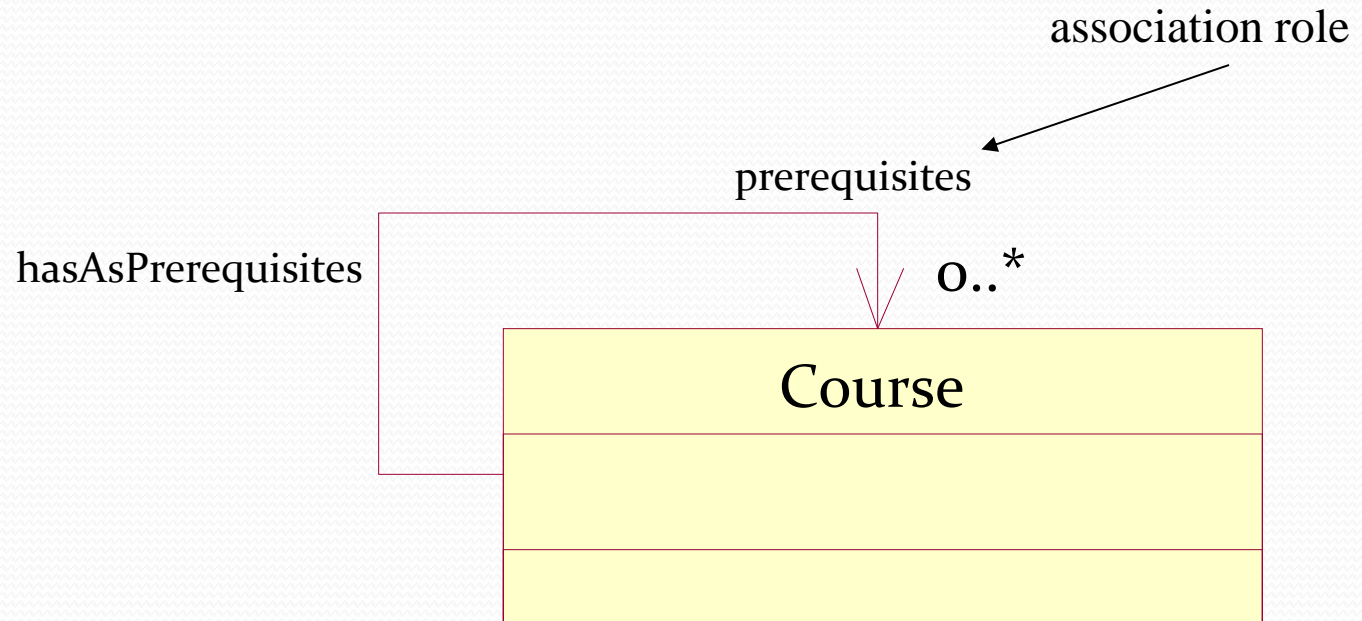 association role
prerequisites
hasAsPrerequisites
0..*
Course